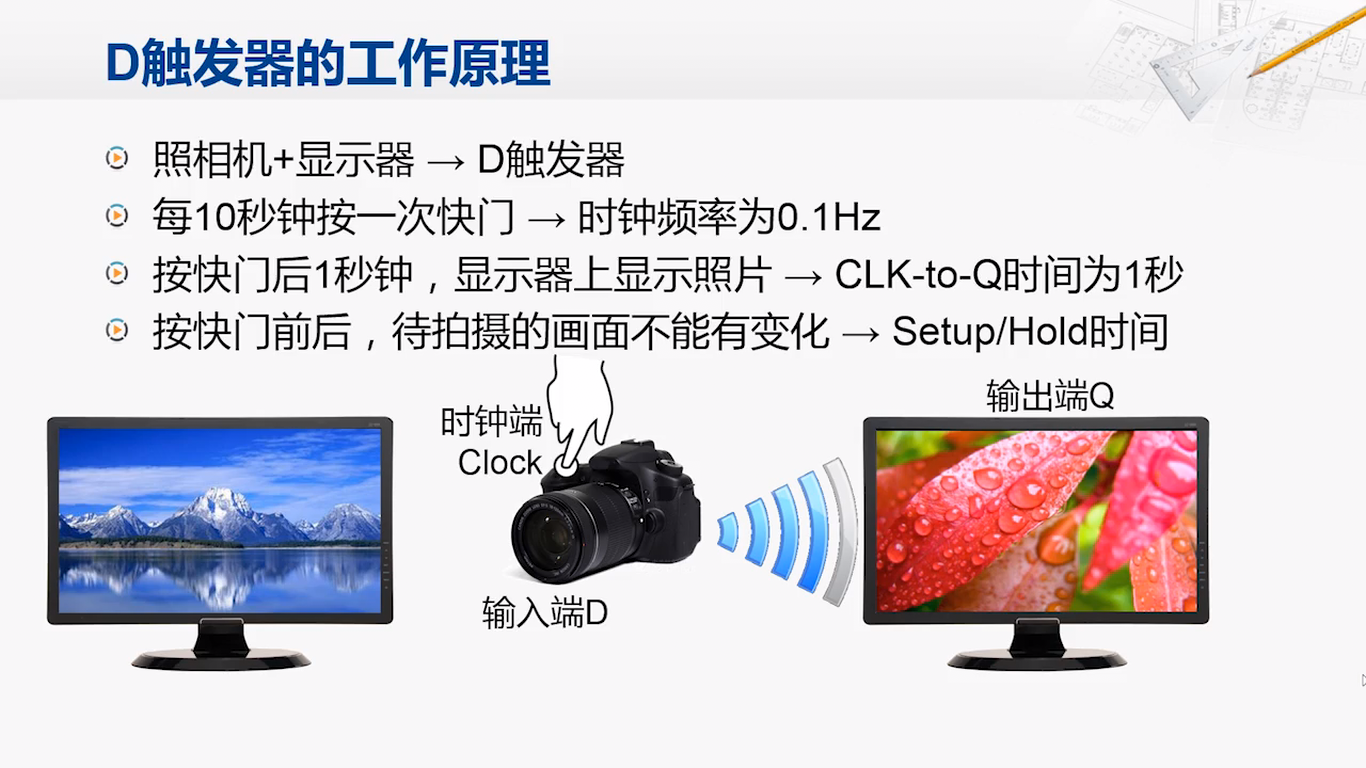 D触发器的工作原理
照相机+显示器 → D触发器
每10秒钟按一次快门 → 时钟频率为0.1Hz
按快门后1秒钟，显示器上显示照片 → CLK-to-Q时间为1秒
按快门前后，待拍摄的画面不能有变化 → Setup/Hold时间
输出端Q
时钟端
Clock
输入端D